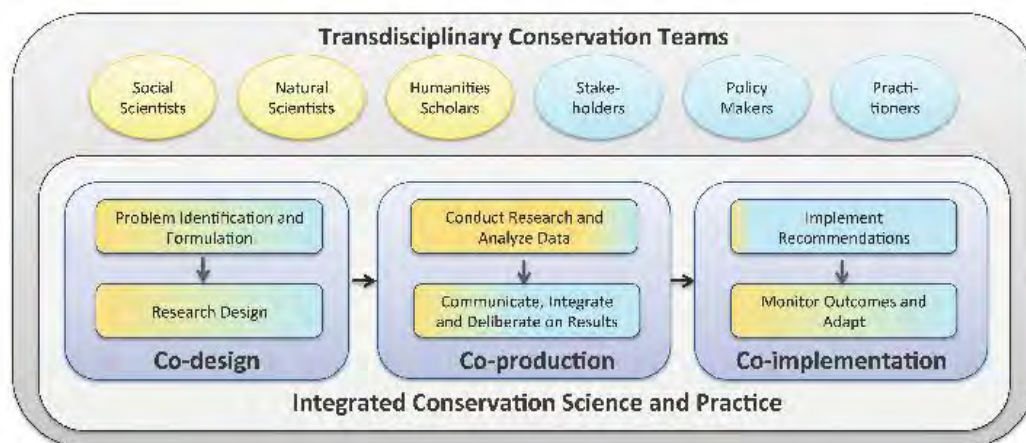 Transdisciplinary Conservation Teams
Social
Scientists
Natural
Scientists
Humanities
Scholars
Stake-
holders
Policy
Makers
Practi-
tioners
Problem Identification and
Formulation
Research Design
Co-design
Conduct Research and
Analyze Data
Communicate, Integrate
and Deliberate on Results
Co-production
Implement
Recommendations
Monitor Outcomes and
Adapt
Co-implementation
Integrated Conservation Science and Practice